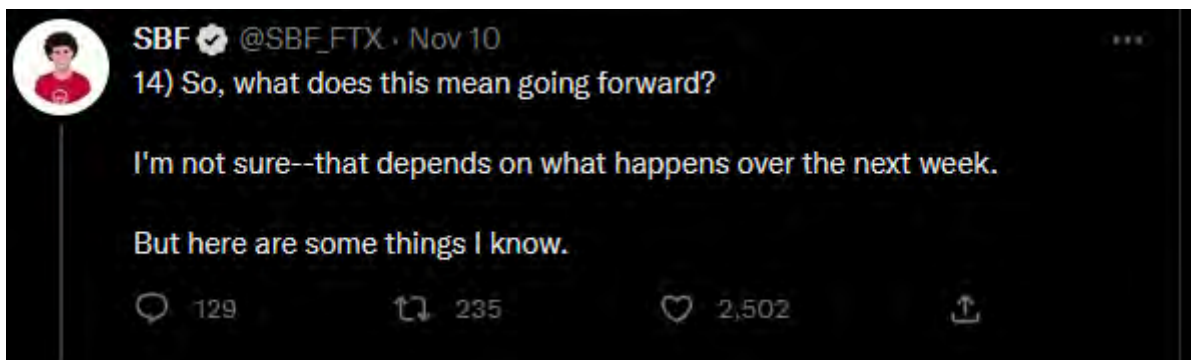 SBF @SBF_FTX · Nov 10
14) So, what does this mean going forward?
I'm not sure--that depends on what happens over the next week.
But here are some things I know.
129 235 2,502